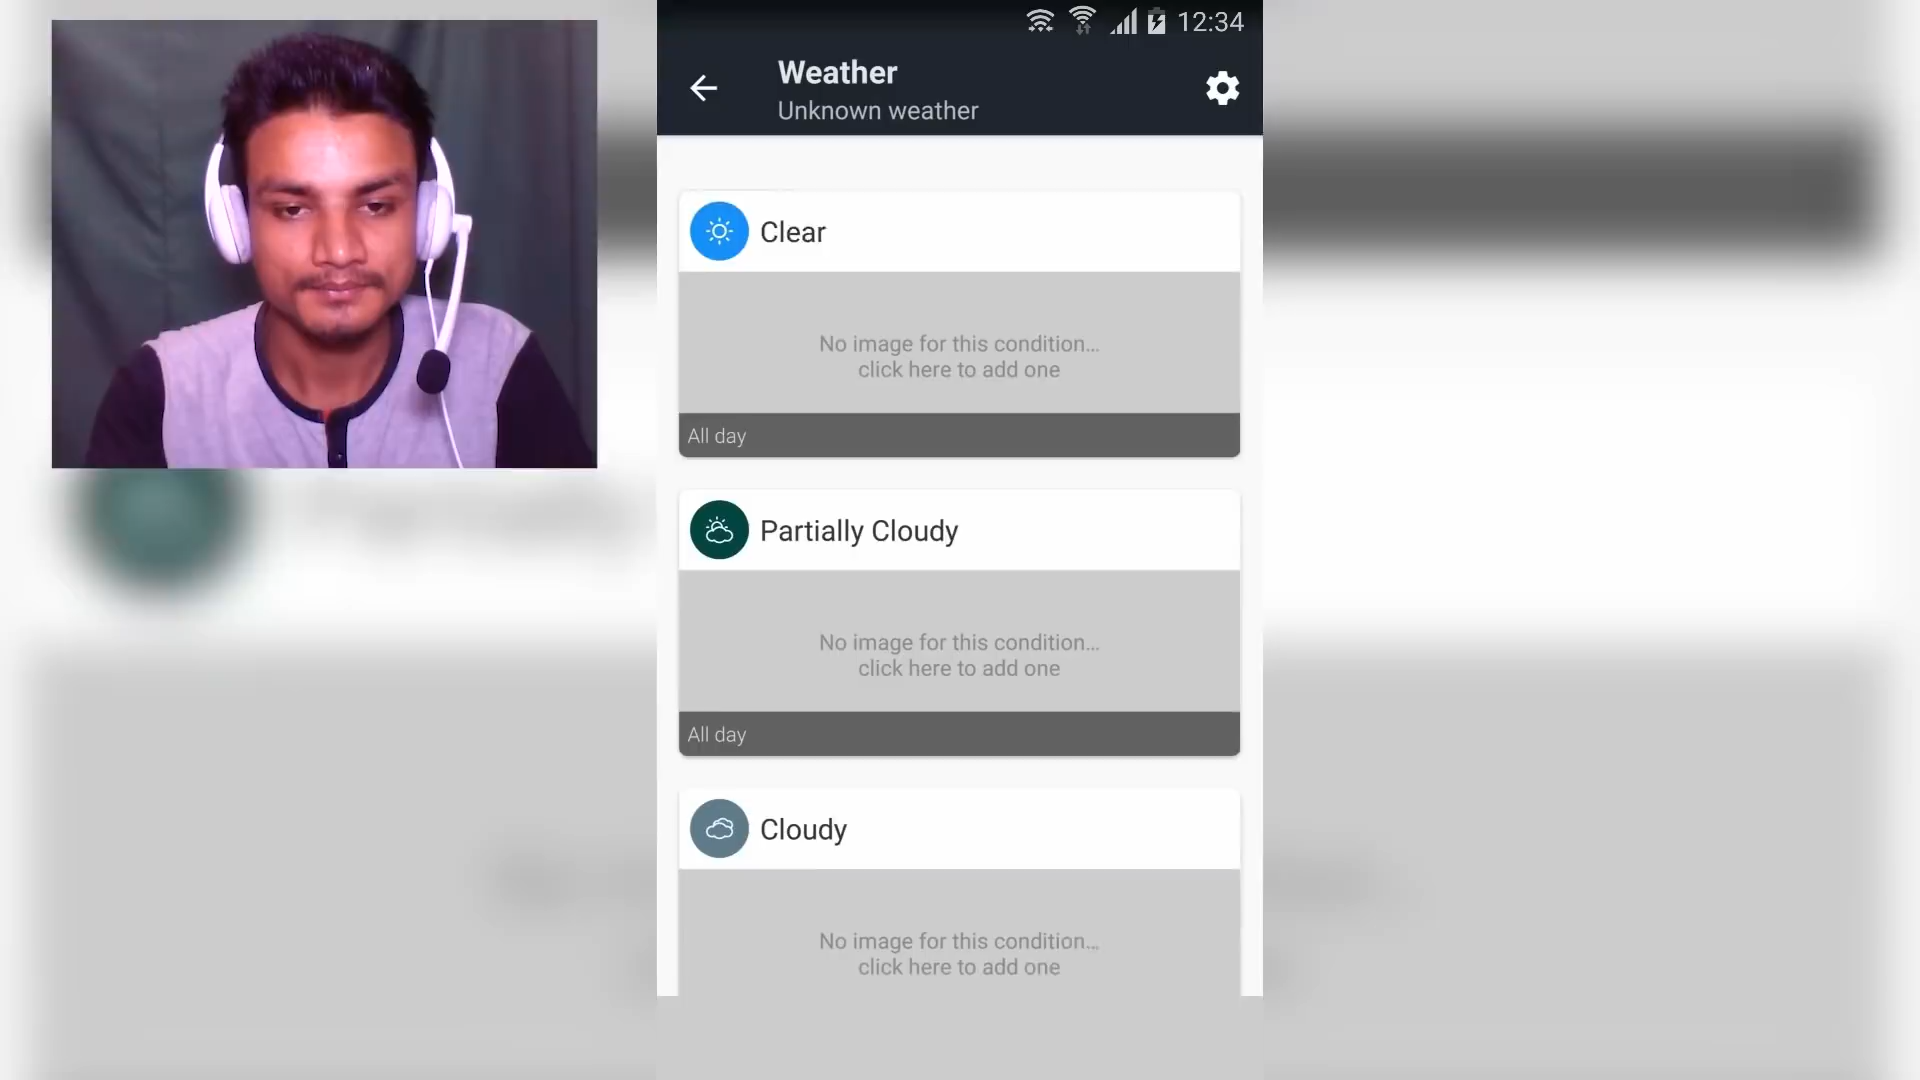 12:34
Weather
Unknown weather
Clear
No image for this condition...
click here to add one
All day
Partially Cloudy
No image for this condition...
click here to add one
All day
Cloudy
No image for this condition...
click here to add one